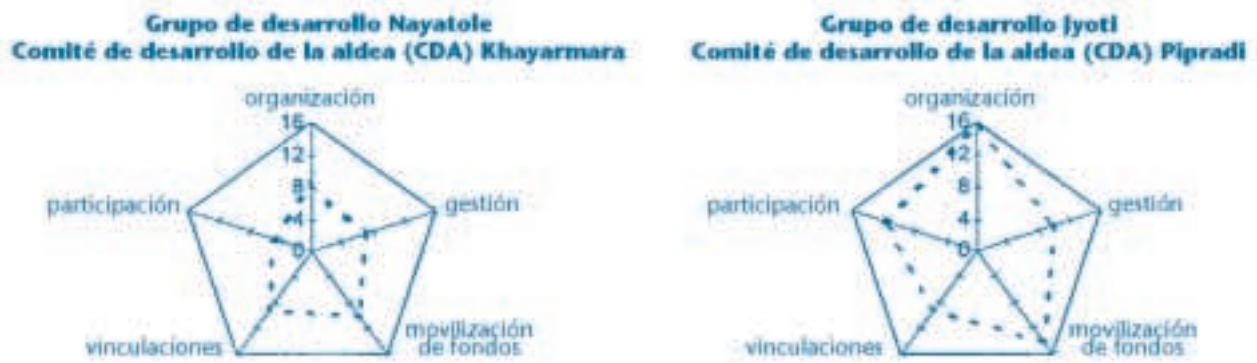 Grupo de desarrollo Nayatole
Comité de desarrollo de la aldea (CDA) Khayarmara
organización
16
12
8
4
0
participación
gestión
vinculaciones
movilización
de fondos
Grupo de desarrollo Jyoti
Comité de desarrollo de la aldea (CDA) Pipradi
organización
16
12
8
4
0
participación
gestión
vinculaciones
movilización
de fondos